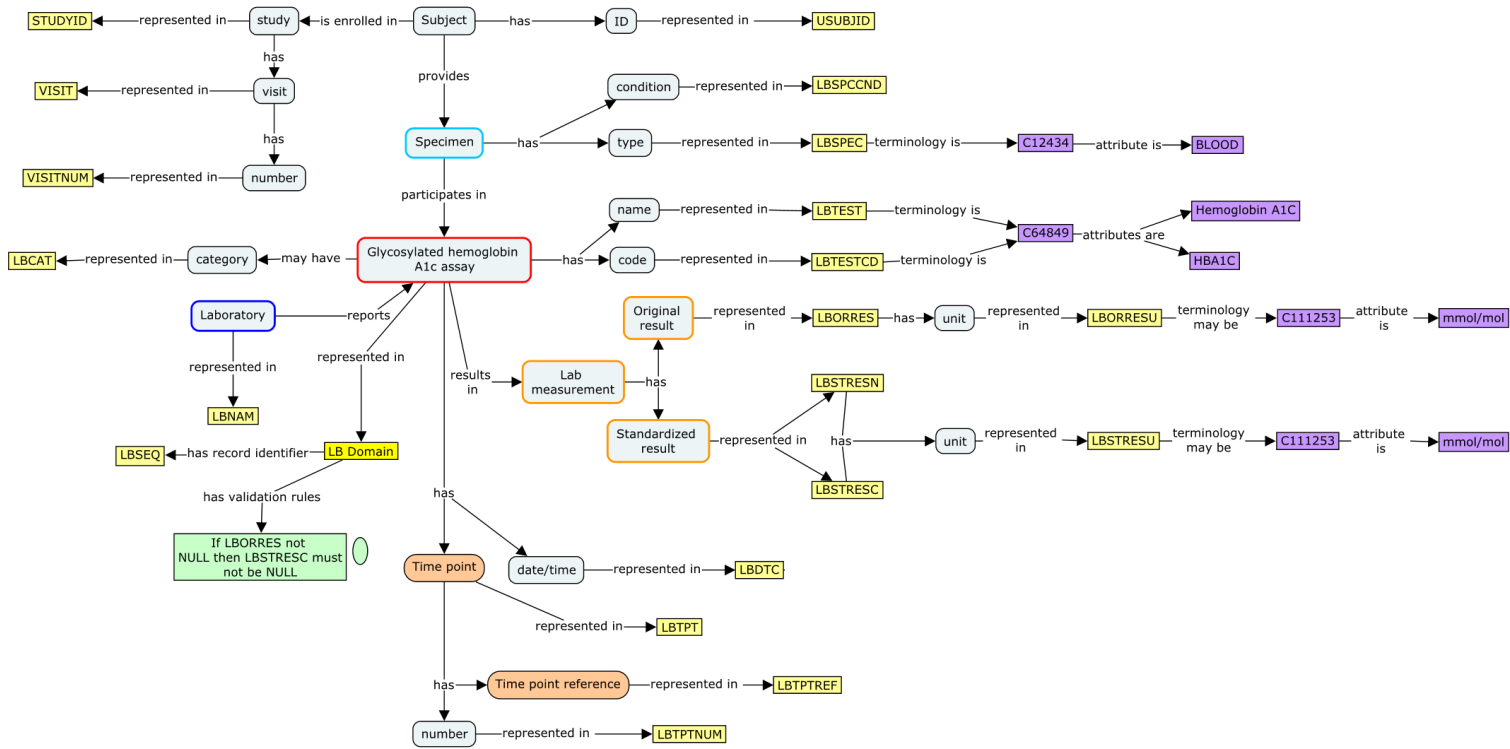 STUDYID
represented in
study
is enrolled in
Subject
has
ID
represented in
USUBJID
has
provides
VISIT
represented in
visit
condition
represented in
LBSPCCND
has
Specimen
has
type
represented in
LBSPEC
terminology is
C12434
attribute is
BLOOD
VISITNUM
represented in
number
participates in
name
represented in
LBTEST
terminology is
Hemoglobin A1C
C64849
attributes are
LBCAT
represented in
category
may have
Glycosylated hemoglobin
A1c assay
has
code
represented in
LBTESTCD
terminology is
HBA1C
Laboratory
reports
Original
result
represented
in
LBORRES
has
unit
represented
in
LBORRESU
terminology
may be
C111253
attribute
is
mmol/mol
represented in
represented in
results
in
Lab
measurement
has
LBSTRESN
LBNAM
Standardized
result
represented in
has
unit
represented
in
LBSTRESU
terminology
may be
C111253
attribute
is
mmol/mol
LBSEQ
has record identifier
LB Domain
LBSTRESC
has validation rules
has
If LBORRES not
NULL then LBSTRESC must
not be NULL
Time point
date/time
represented in
LBDTC
represented in
LBTPT
has
Time point reference
represented in
LBTPTREF
number
represented in
LBTPTNUM